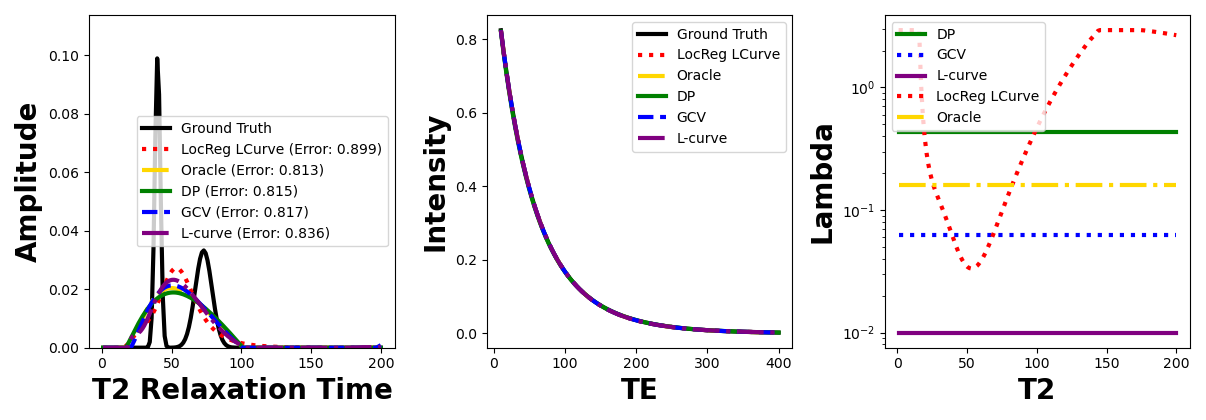 Amplitude
0.10
0.08
0.06
0.04
0.02
0.00
Ground Truth
LocReg LCurve (Error: 0.899)
Oracle (Error: 0.813)
DP (Error: 0.815)
GCV (Error: 0.817)
L-curve (Error: 0.836)
0
50
100
150
200
T2 Relaxation Time
Intensity
0.8
0.6
0.4
0.2
0.0
Ground Truth
LocReg LCurve
Oracle
DP
GCV
L-curve
0
100
200
300
400
TE
Lambda
10⁰
10⁻¹
10⁻²
DP
GCV
L-curve
LocReg LCurve
Oracle
0
50
100
150
200
T2